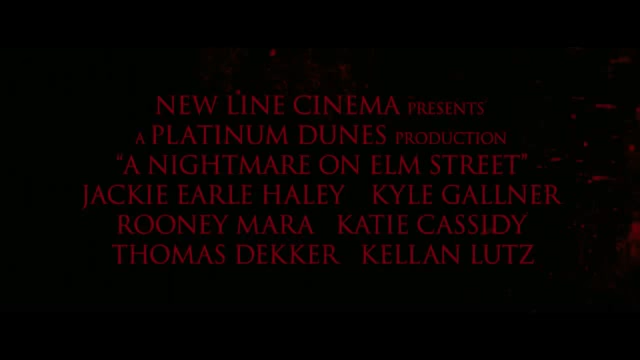 NEW LINE CINEMA PRESENTS
A PLATINUM DUNES PRODUCTION
"A NIGHTMARE ON ELM STREET"
JACKIE EARLE HALEY KYLE GALLNER
ROONEY MARA KATIE CASSIDY
THOMAS DEKKER KELLAN LUTZ